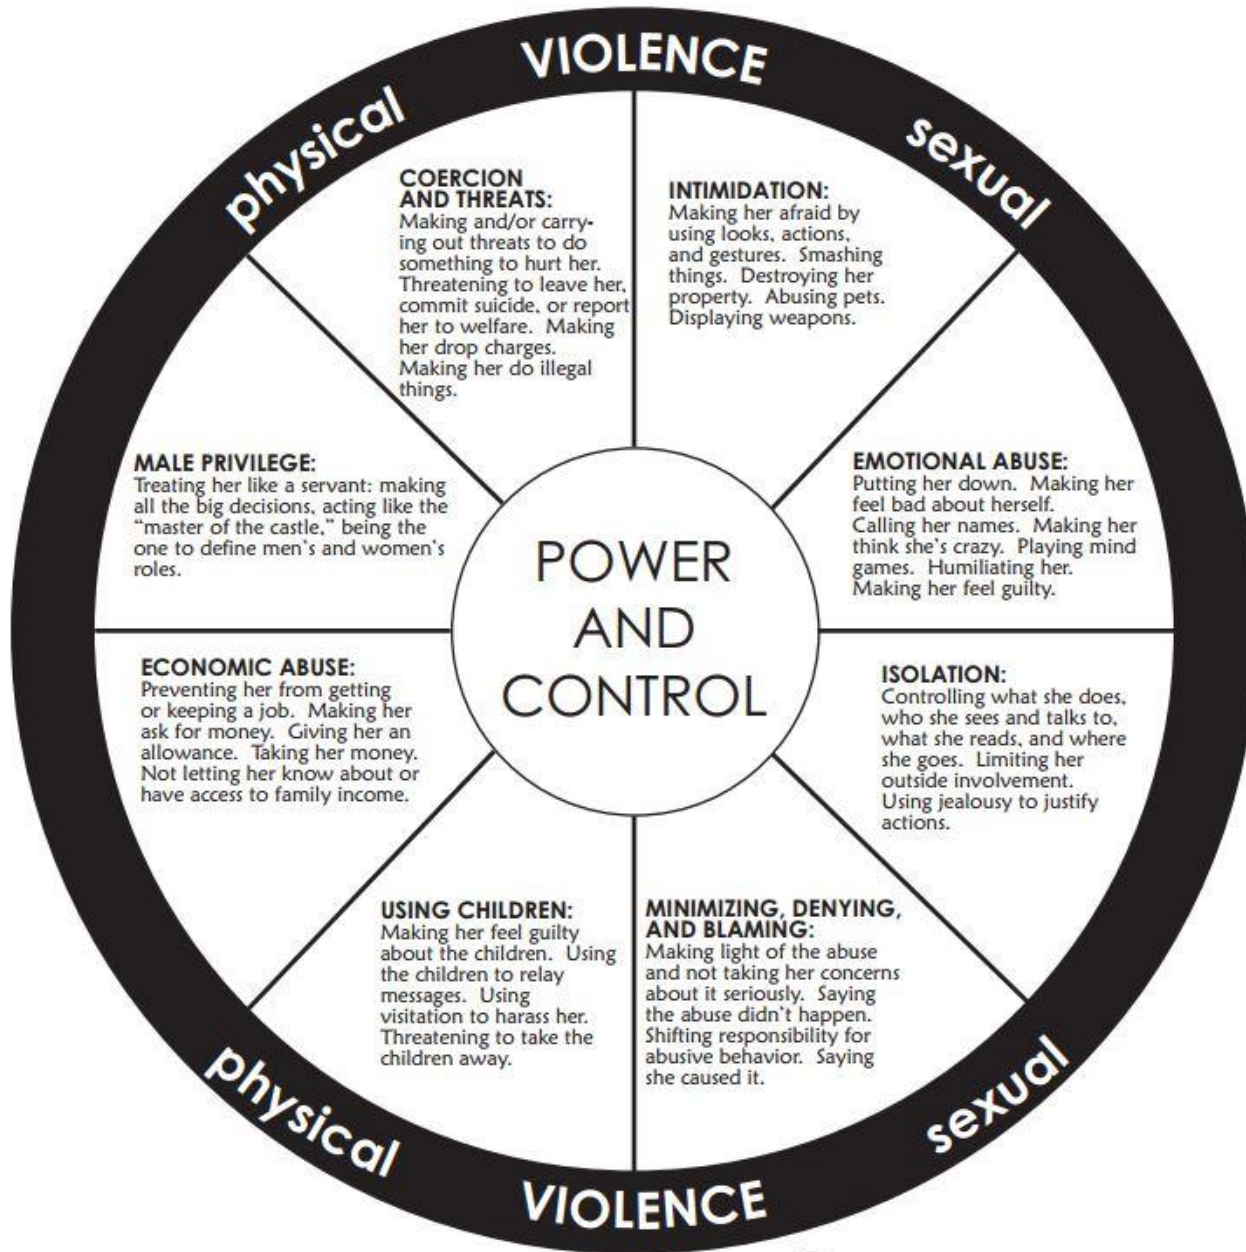 physical VIOLENCE sexual
COERCION
AND THREATS:
Making and/or carry-
ing out threats to do
something to hurt her.
Threatening to leave her,
commit suicide, or report
her to welfare. Making
her drop charges.
Making her do illegal
things.
INTIMIDATION:
Making her afraid by
using looks, actions,
and gestures. Smashing
things. Destroying her
property. Abusing pets.
Displaying weapons.
MALE PRIVILEGE:
Treating her like a servant: making
all the big decisions, acting like the
“master of the castle,” being the
one to define men’s and women’s
roles.
EMOTIONAL ABUSE:
Putting her down. Making her
feel bad about herself.
Calling her names. Making her
think she’s crazy. Playing mind
games. Humiliating her.
Making her feel guilty.
POWER
AND
CONTROL
ECONOMIC ABUSE:
Preventing her from getting
or keeping a job. Making her
ask for money. Giving her an
allowance. Taking her money.
Not letting her know about or
have access to family income.
ISOLATION:
Controlling what she does,
who she sees and talks to,
what she reads, and where
she goes. Limiting her
outside involvement.
Using jealousy to justify
actions.
USING CHILDREN:
Making her feel guilty
about the children. Using
the children to relay
messages. Using
visitation to harass her.
Threatening to take the
children away.
MINIMIZING, DENYING,
AND BLAMING:
Making light of the abuse
and not taking her concerns
about it seriously. Saying
the abuse didn’t happen.
Shifting responsibility for
abusive behavior. Saying
she caused it.
physical VIOLENCE sexual